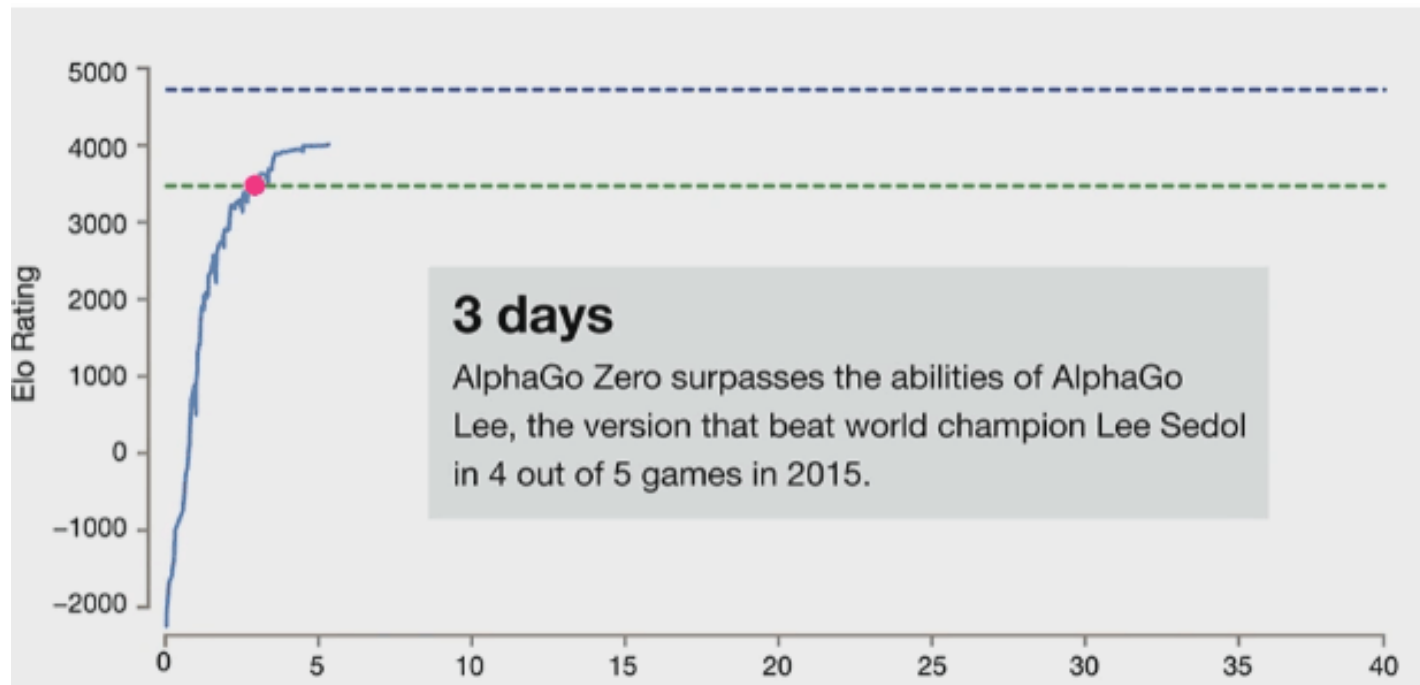 5000
4000
3000
2000
1000
0
−1000
−2000
Elo Rating
3 days
AlphaGo Zero surpasses the abilities of AlphaGo
Lee, the version that beat world champion Lee Sedol
in 4 out of 5 games in 2015.
0 5 10 15 20 25 30 35 40